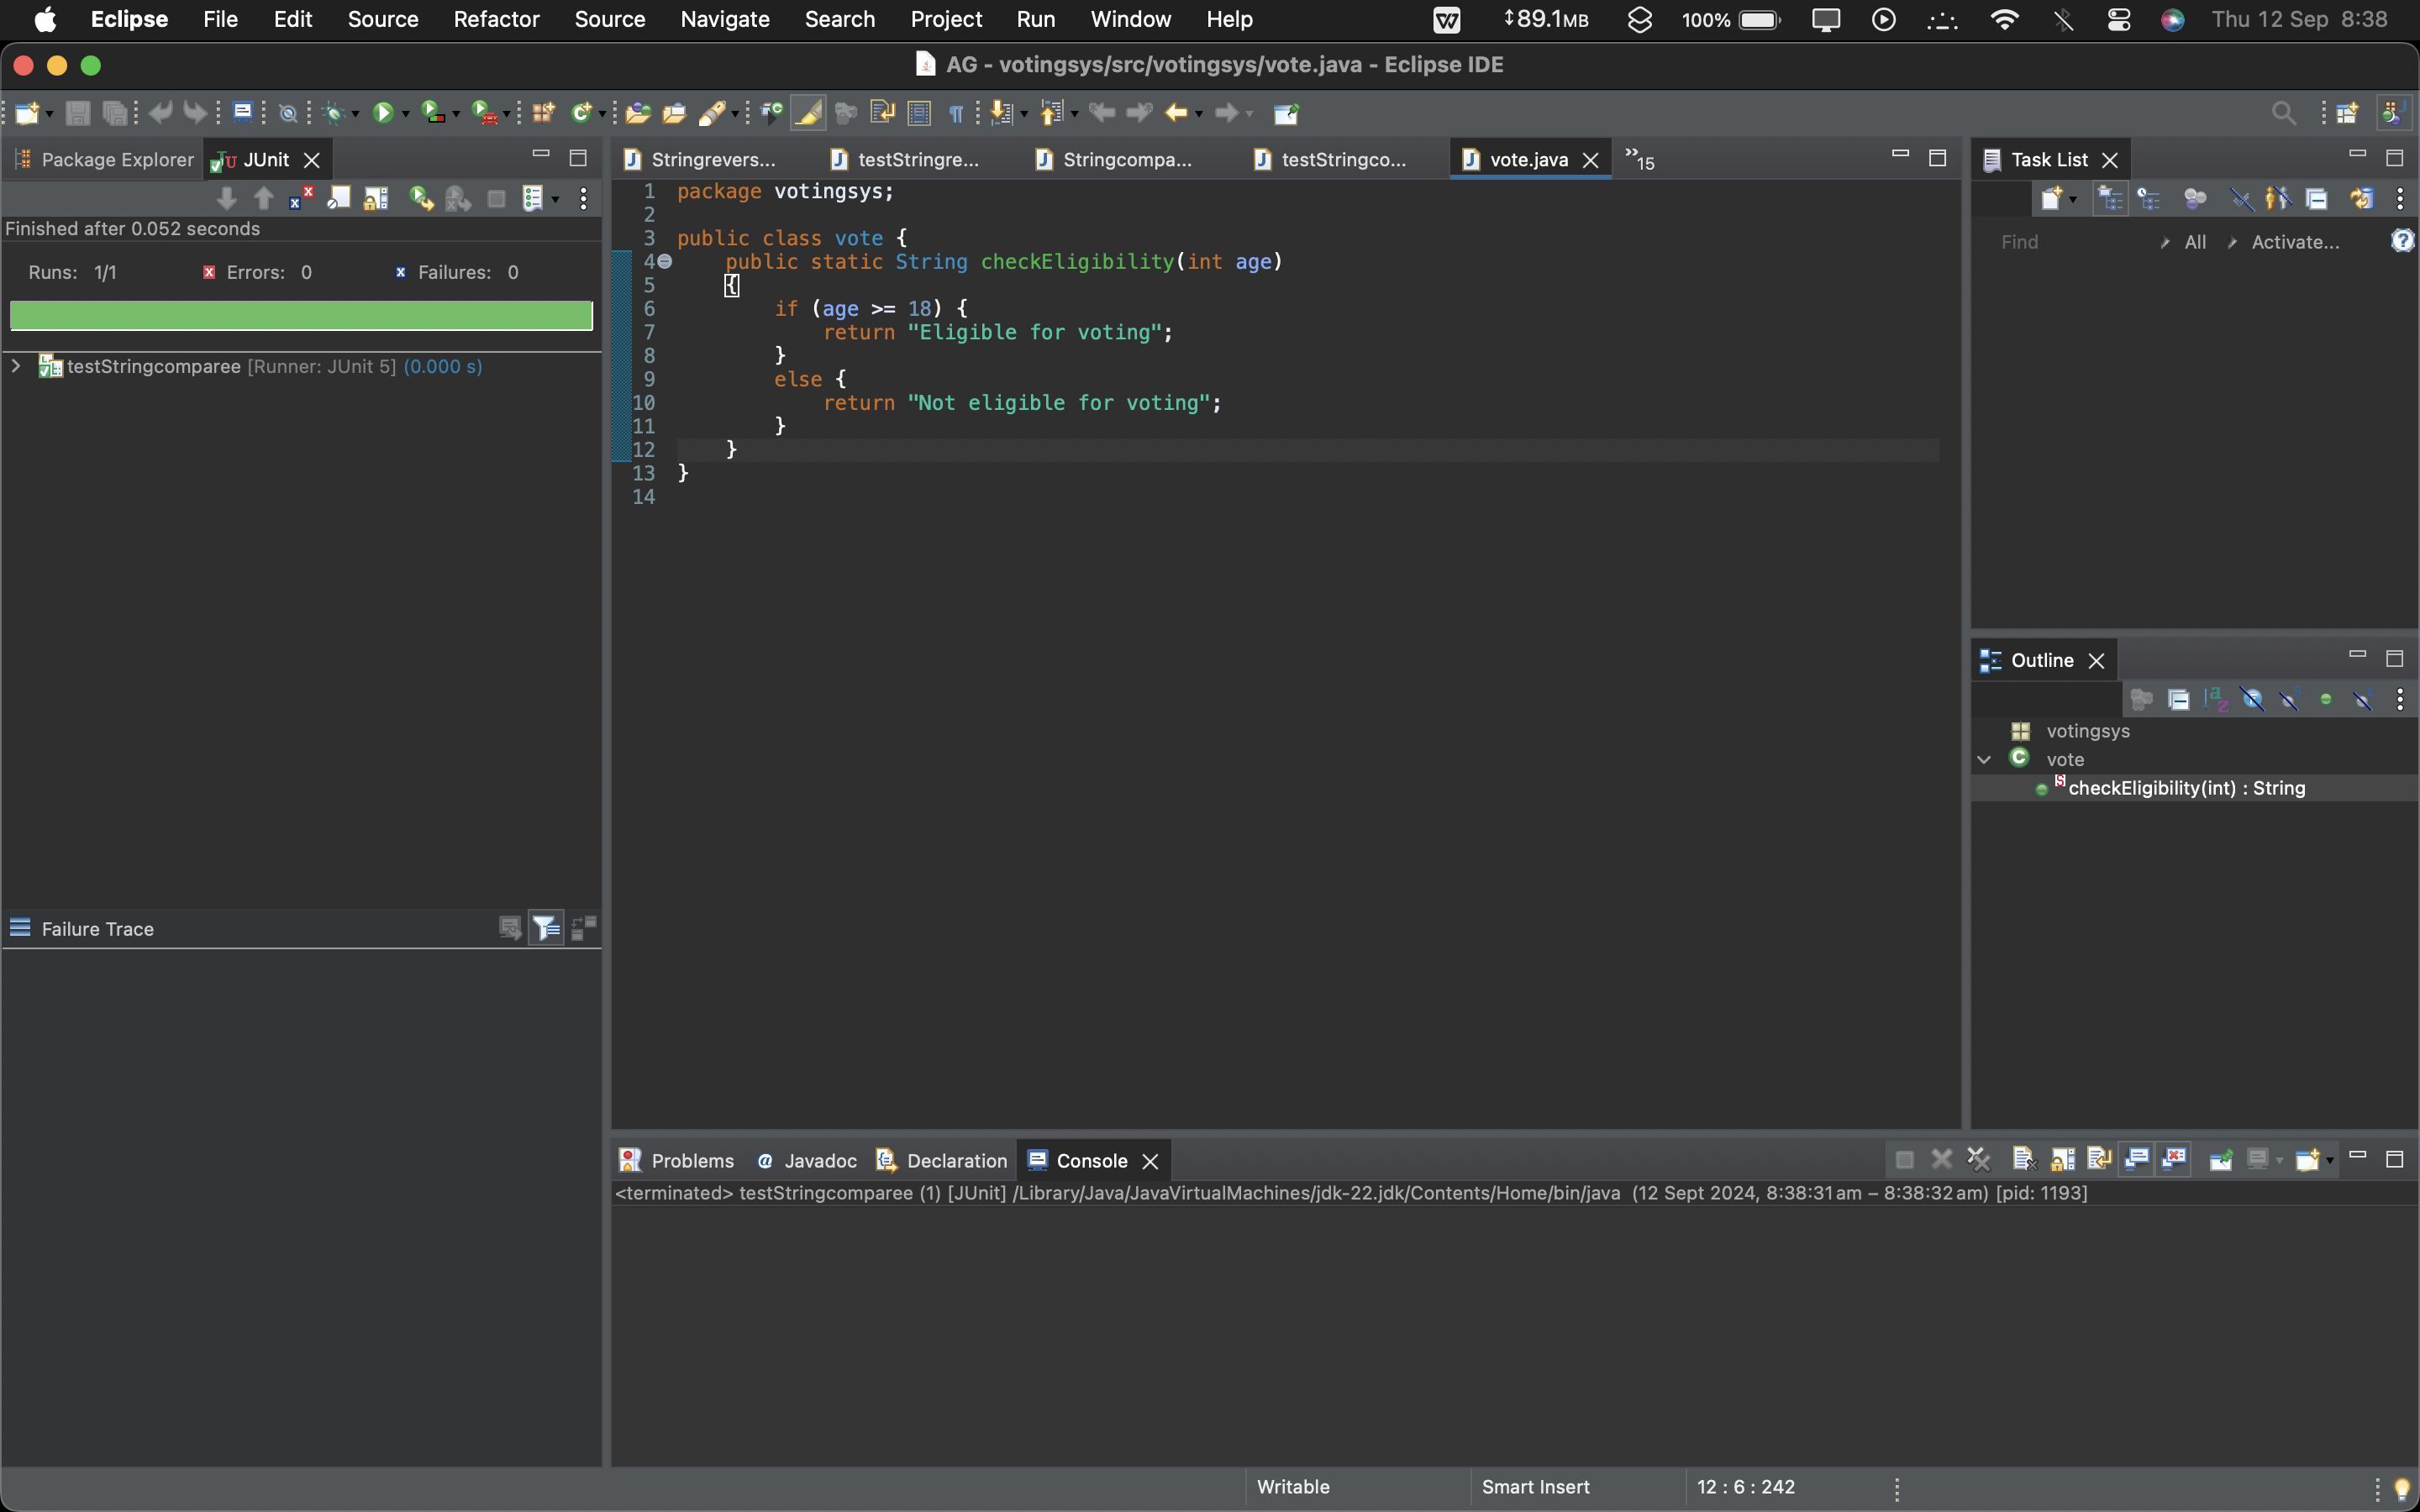 Eclipse File Edit Source Refactor Source Navigate Search Project Run Window Help 89.1MB 100% Thu 12 Sep 8:38
AG - votingsys/src/votingsys/vote.java - Eclipse IDE
Package Explorer JUnit
Finished after 0.052 seconds
Runs: 1/1 Errors: 0 Failures: 0
testStringcomparee [Runner: JUnit 5] (0.000 s)
Failure Trace
Stringrevers... testStringre... Stringcompa... testStringco... vote.java »15
1 package votingsys;
2
3 public class vote {
4 public static String checkEligibility(int age)
5 {
6 if (age >= 18) {
7 return "Eligible for voting";
8 }
9 else {
10 return "Not eligible for voting";
11 }
12 }
13 }
14
Task List
Find All Activate...
Outline
votingsys
vote
checkEligibility(int) : String
Problems Javadoc Declaration Console
<terminated> testStringcomparee (1) [JUnit] /Library/Java/JavaVirtualMachines/jdk-22.jdk/Contents/Home/bin/java (12 Sept 2024, 8:38:31 am – 8:38:32 am) [pid: 1193]
Writable Smart Insert 12 : 6 : 242